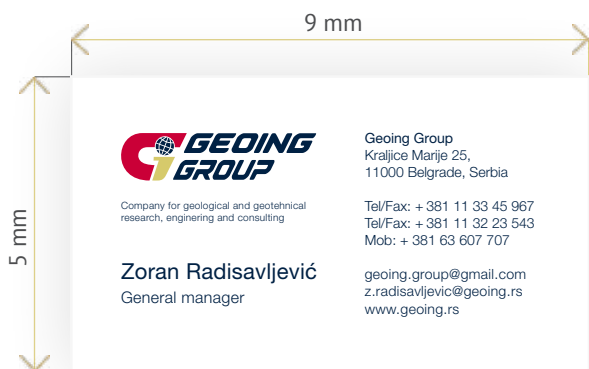 9 mm
5 mm
GEOING
GROUP
Company for geological and geotehnical
research, enginering and consulting
Zoran Radisavljević
General manager
Geoing Group
Kraljice Marije 25,
11000 Belgrade, Serbia
Tel/Fax: + 381 11 33 45 967
Tel/Fax: + 381 11 32 23 543
Mob: + 381 63 607 707
geoing.group@gmail.com
z.radisavljevic@geoing.rs
www.geoing.rs